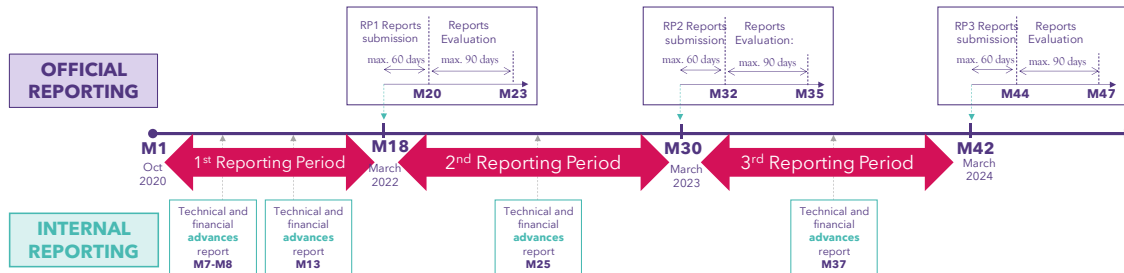 OFFICIAL
REPORTING
RP1 Reports
submission
Reports
Evaluation
max. 60 days
max. 90 days
M20
M23
RP2 Reports
submission
Reports
Evaluation:
max. 60 days
max. 90 days
M32
M35
RP3 Reports
submission
Reports
Evaluation
max. 60 days
max. 90 days
M44
M47
M1
Oct
2020
1st Reporting Period
M18
March
2022
2nd Reporting Period
M30
March
2023
3rd Reporting Period
M42
March
2024
INTERNAL
REPORTING
Technical and
financial
advances
report
M7-M8
Technical and
financial
advances
report
M13
Technical and
financial
advances
report
M25
Technical and
financial
advances
report
M37